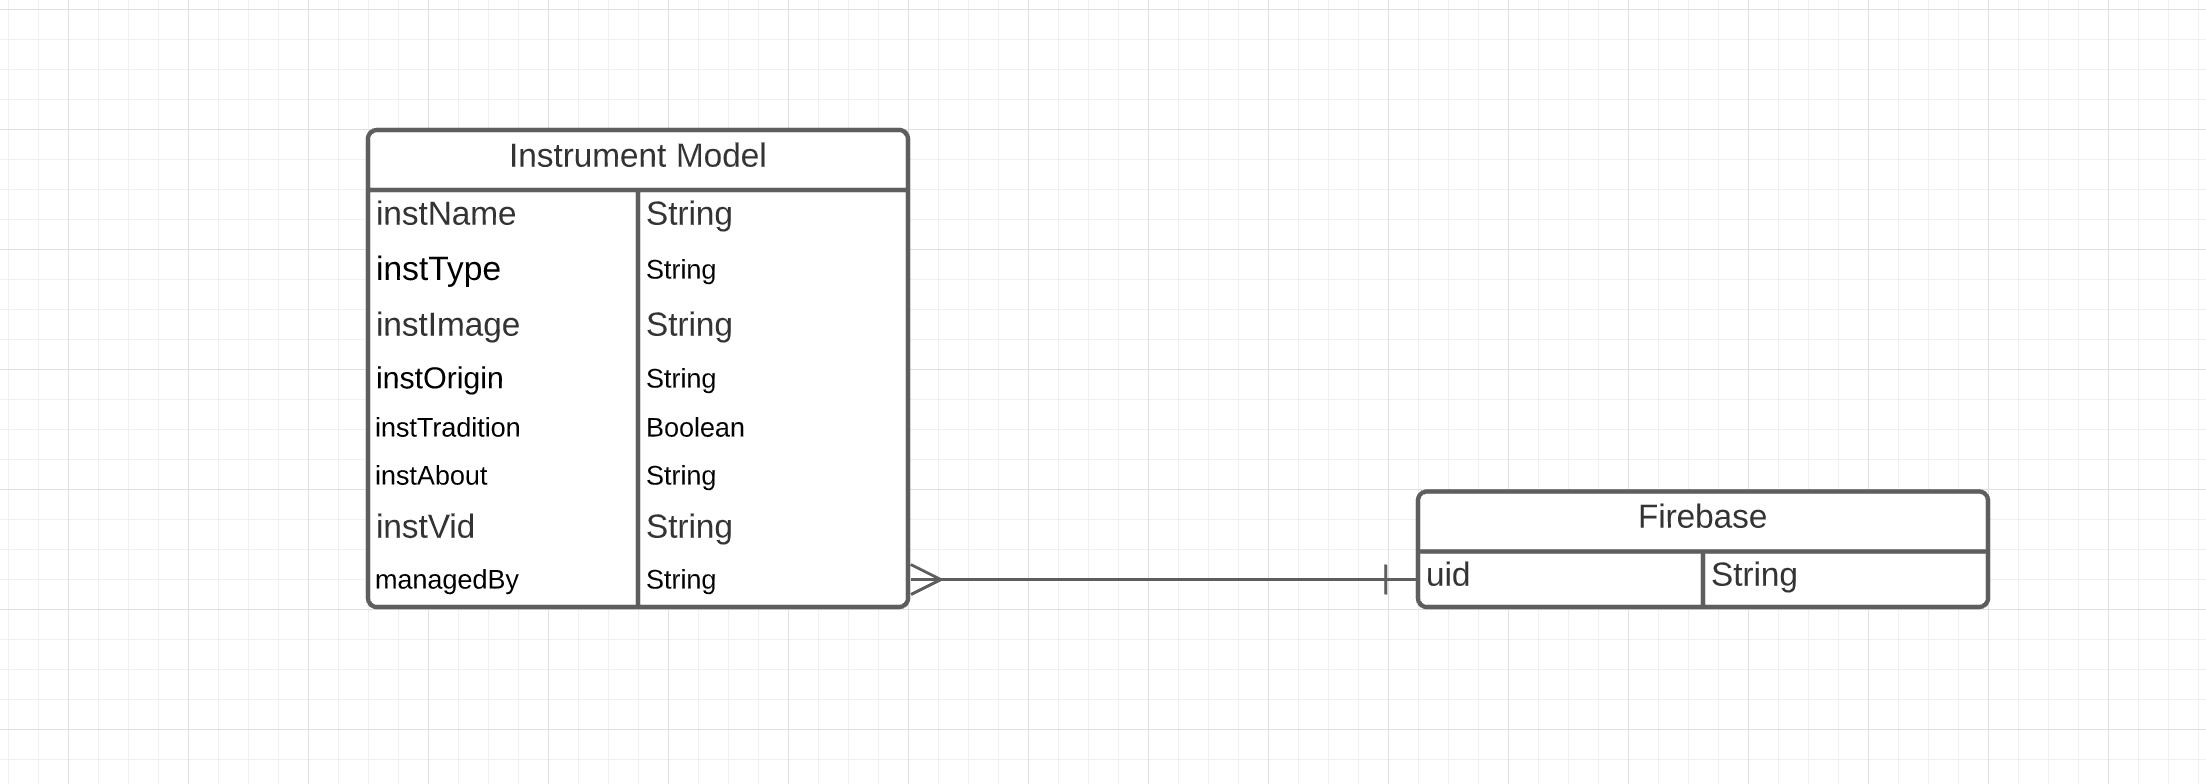 Instrument Model
instName String
instType String
instImage String
instOrigin String
instTradition Boolean
instAbout String
instVid String
managedBy String
Firebase
uid String